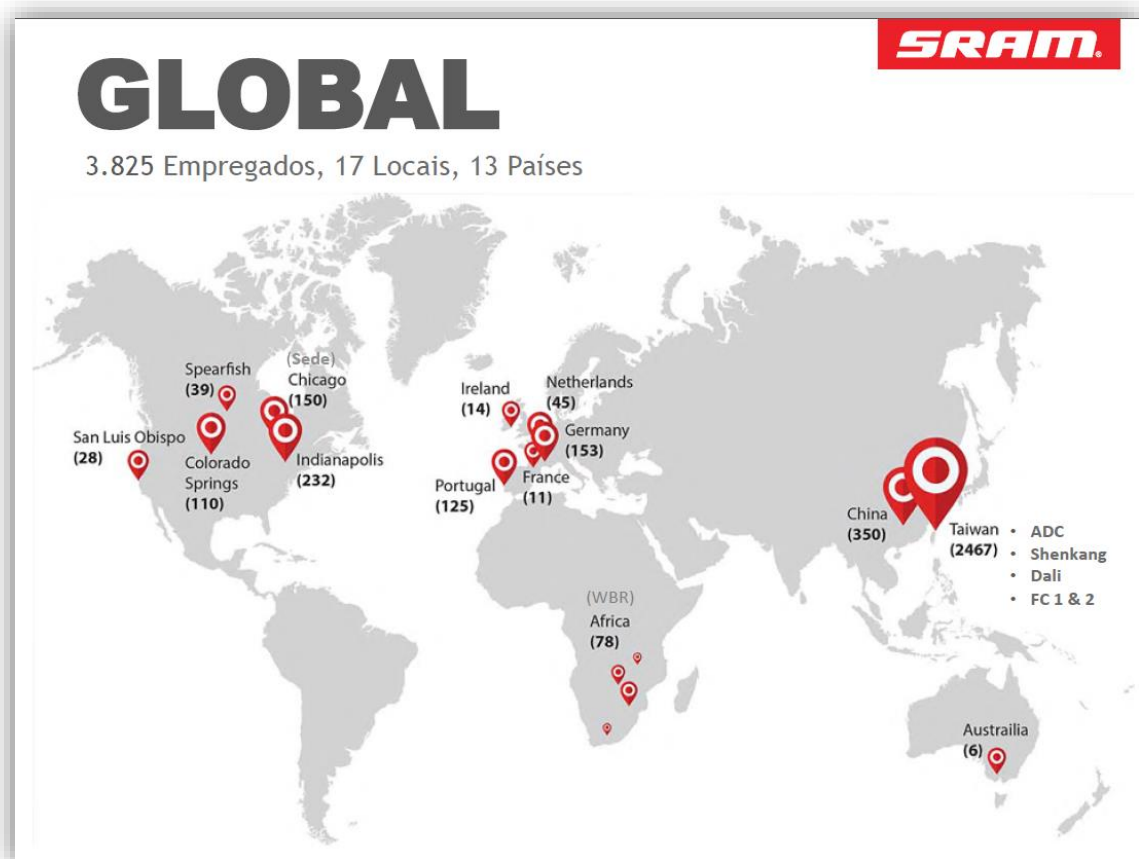 SRAM.
GLOBAL
3.825 Empregados, 17 Locais, 13 Países
Spearfish
(39)
(Sede)
Chicago
(150)
San Luis Obispo
(28)
Colorado
Springs
(110)
Indianapolis
(232)
Ireland
(14)
Netherlands
(45)
Germany
(153)
Portugal
(125)
France
(11)
China
(350)
Taiwan
(2467)
• ADC
• Shenkang
• Dali
• FC 1 & 2
(WBR)
Africa
(78)
Austrailia
(6)